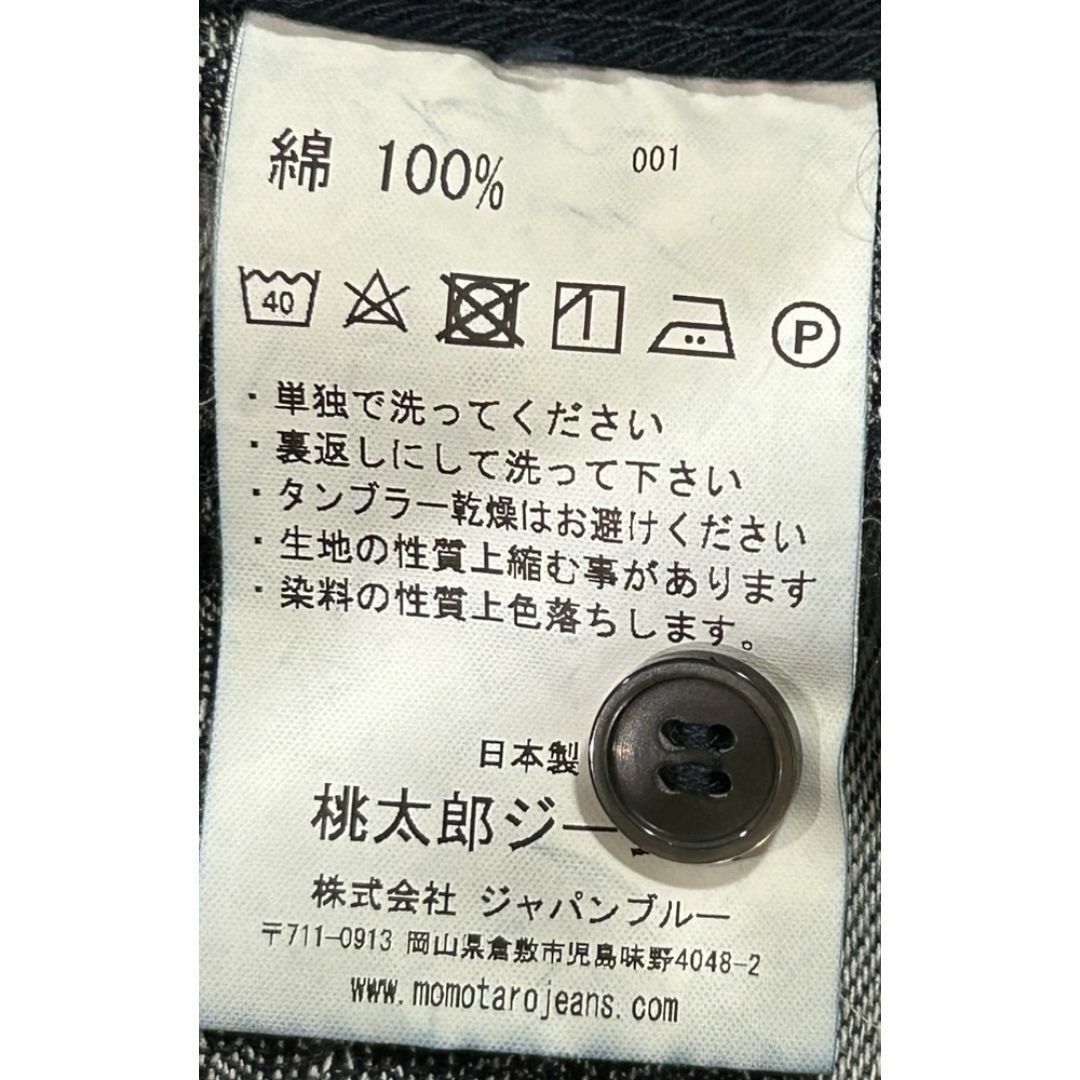 綿 100%
001
40
P
・単独で洗ってください
・裏返しにして洗って下さい
・タンブラー乾燥はお避けください
・生地の性質上縮む事があります
・染料の性質上色落ちします。
日本製
桃太郎ジー
株式会社 ジャパンブルー
〒711-0913 岡山県倉敷市児島味野4048-2
www.momotarojeans.com